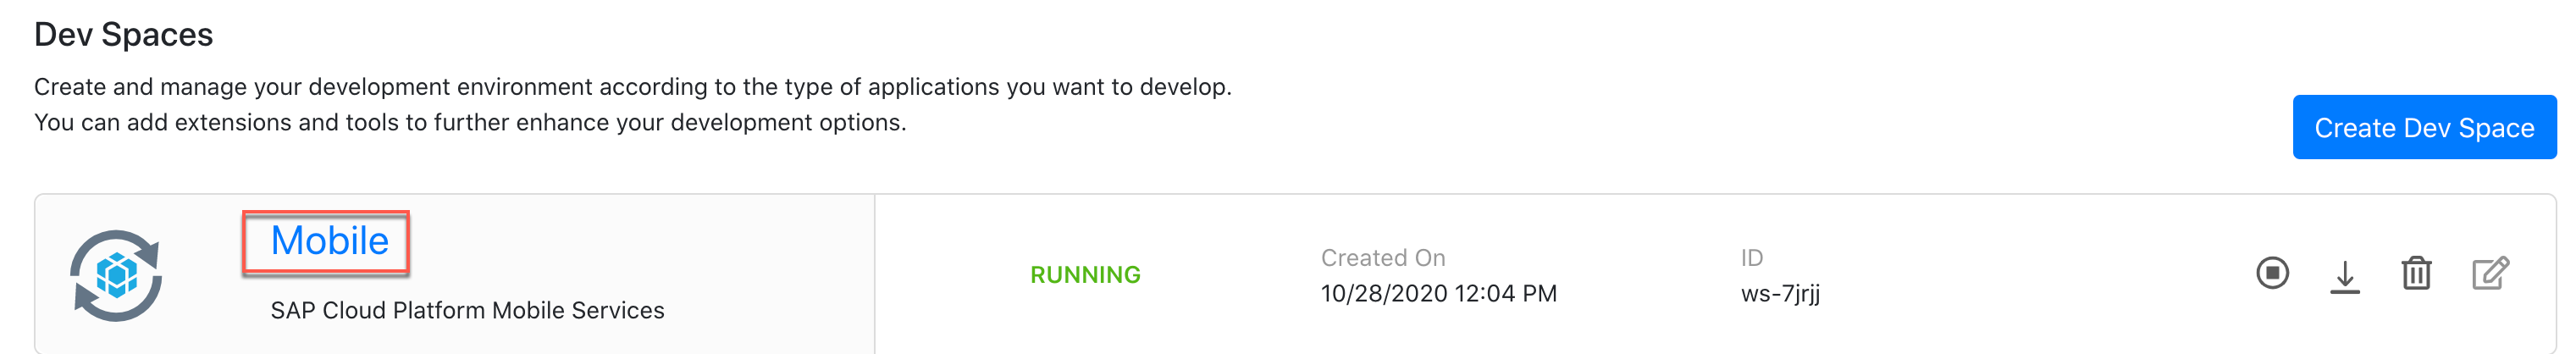 Dev Spaces
Create and manage your development environment according to the type of applications you want to develop.
You can add extensions and tools to further enhance your development options.
Create Dev Space
Mobile
SAP Cloud Platform Mobile Services
RUNNING
Created On
10/28/2020 12:04 PM
ID
ws-7jrjj